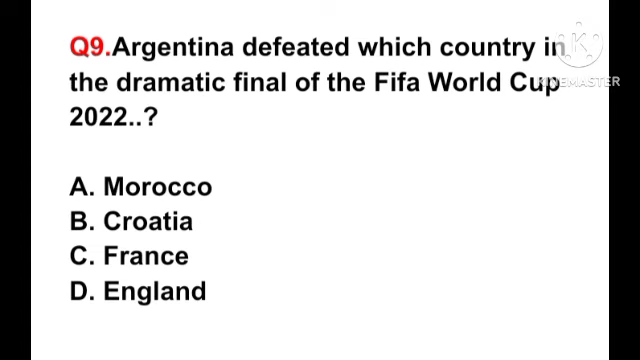 Q9.Argentina defeated which country in
the dramatic final of the Fifa World Cup
2022..?
A. Morocco
B. Croatia
C. France
D. England
K
KINEMASTER